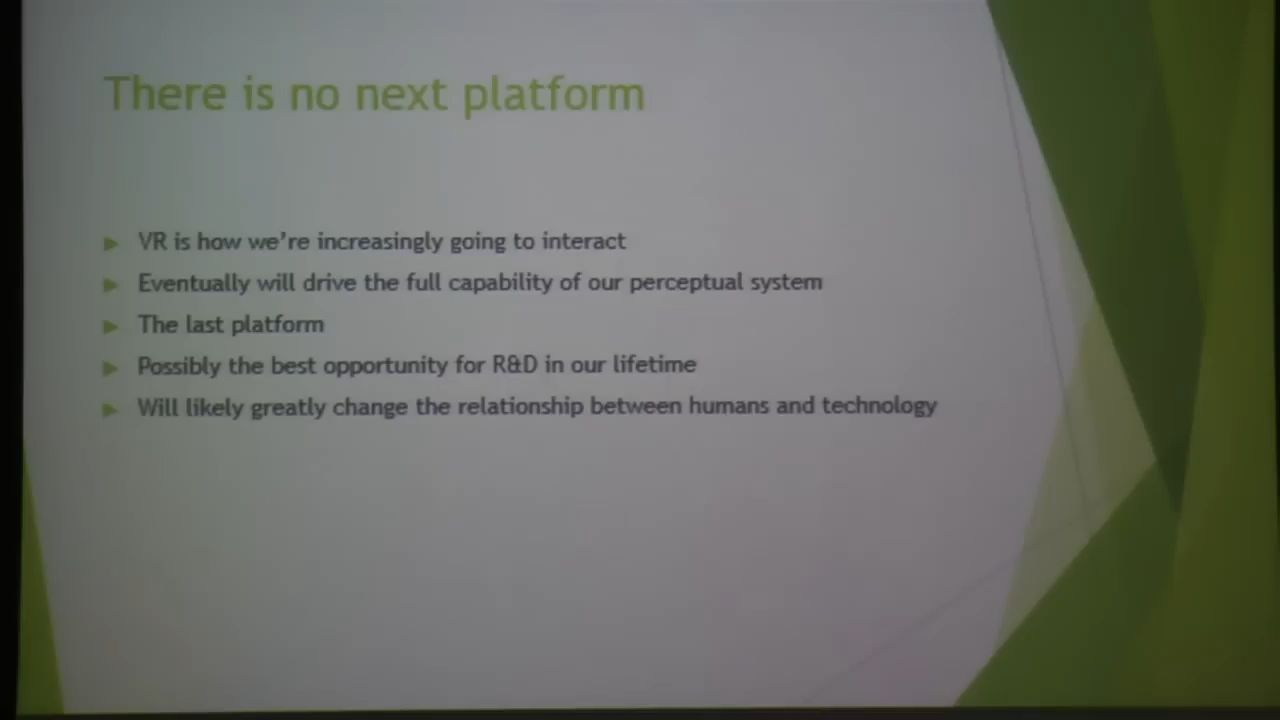 There is no next platform
VR is how we're increasingly going to interact
Eventually will drive the full capability of our perceptual system
The last platform
Possibly the best opportunity for R&D in our lifetime
Will likely greatly change the relationship between humans and technology